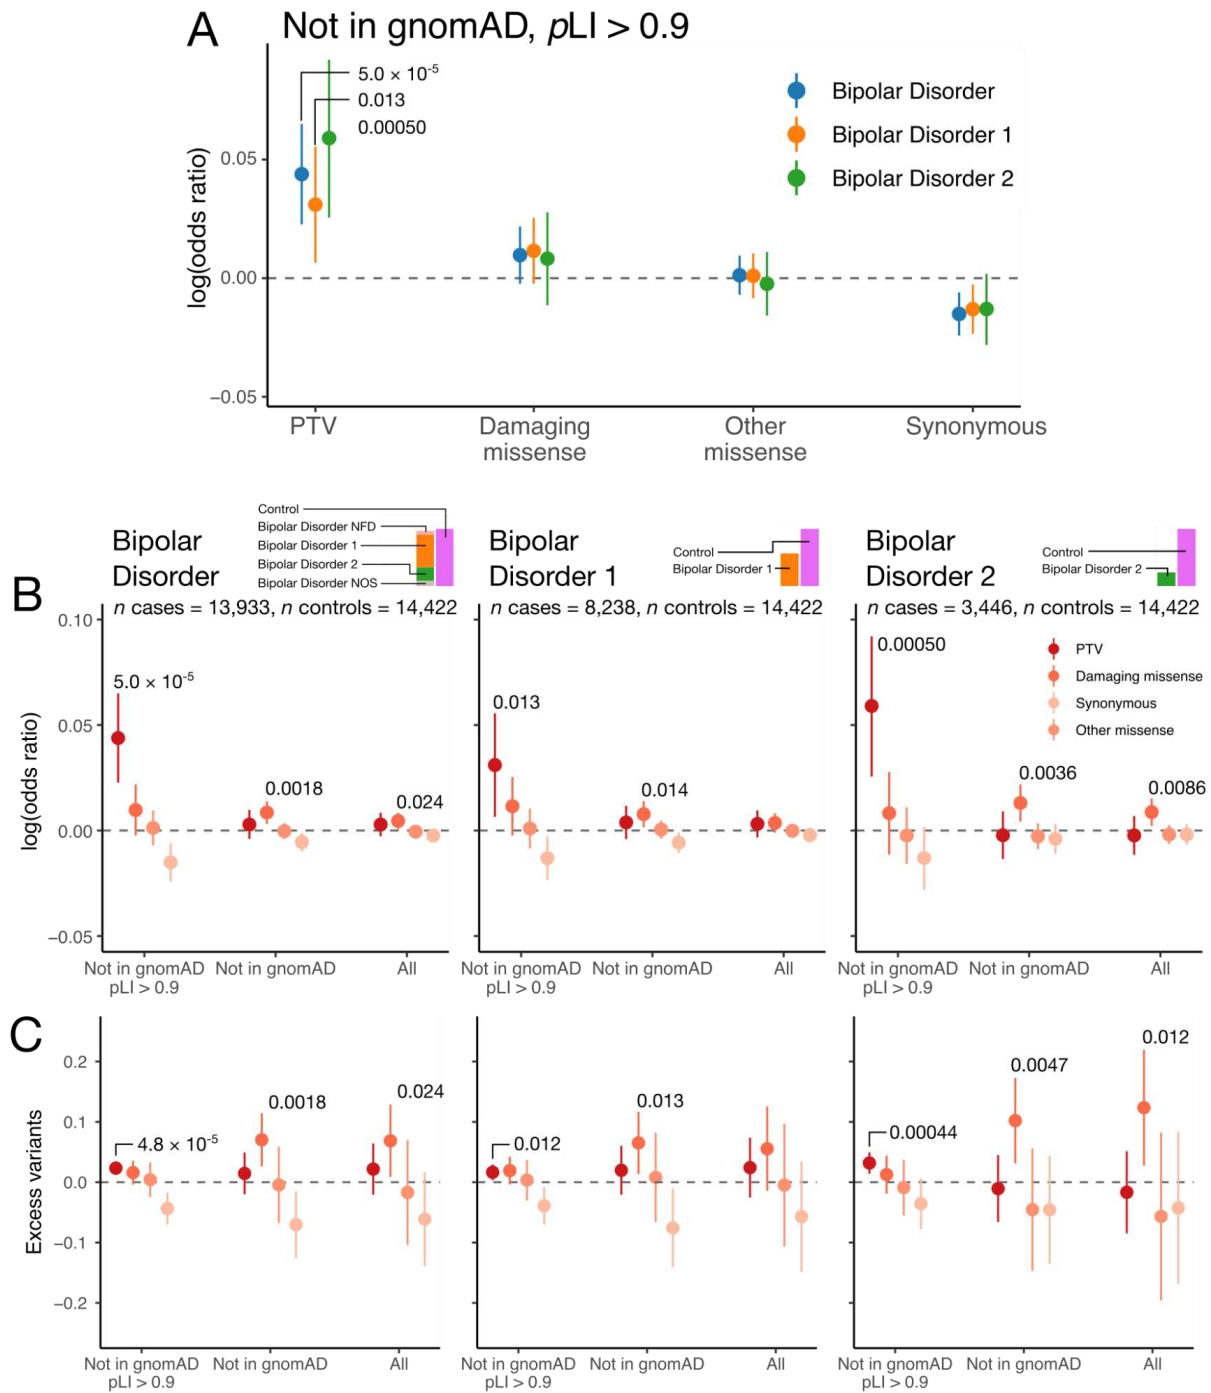 A
Not in gnomAD, pLI > 0.9
5.0 × 10-5
0.013
0.00050
Bipolar Disorder
Bipolar Disorder 1
Bipolar Disorder 2
log(odds ratio)
0.05
0.00
−0.05
PTV
Damaging
missense
Other
missense
Synonymous
B
Bipolar
Disorder
Control
Bipolar Disorder NFD
Bipolar Disorder 1
Bipolar Disorder 2
Bipolar Disorder NOS
n cases = 13,933, n controls = 14,422
Bipolar
Disorder 1
Control
Bipolar Disorder 1
n cases = 8,238, n controls = 14,422
Bipolar
Disorder 2
Control
Bipolar Disorder 2
n cases = 3,446, n controls = 14,422
log(odds ratio)
0.10
0.05
0.00
−0.05
5.0 × 10-5
0.0018
0.024
0.013
0.014
0.00050
0.0036
0.0086
PTV
Damaging missense
Synonymous
Other missense
Not in gnomAD
pLI > 0.9
Not in gnomAD
All
Not in gnomAD
pLI > 0.9
Not in gnomAD
All
Not in gnomAD
pLI > 0.9
Not in gnomAD
All
C
Excess variants
0.2
0.1
0.0
−0.1
−0.2
4.8 × 10-5
0.0018
0.024
0.012
0.013
0.00044
0.0047
0.012
Not in gnomAD
pLI > 0.9
Not in gnomAD
All
Not in gnomAD
pLI > 0.9
Not in gnomAD
All
Not in gnomAD
pLI > 0.9
Not in gnomAD
All